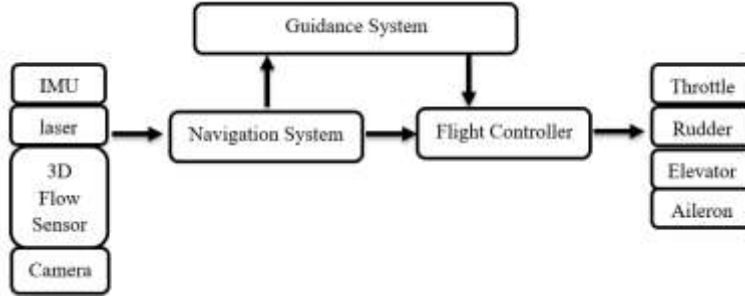 Guidance System
IMU
laser
3D
Flow
Sensor
Camera
Navigation System
Flight Controller
Throttle
Rudder
Elevator
Aileron